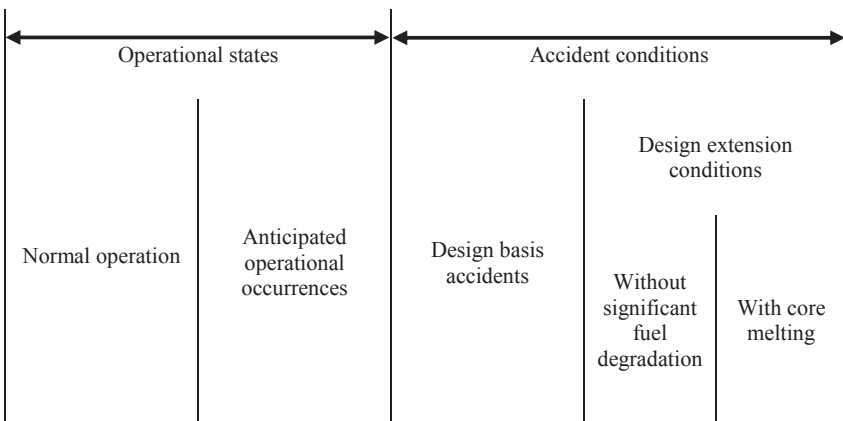 Operational states
Accident conditions
Design extension
conditions
Normal operation
Anticipated
operational
occurrences
Design basis
accidents
Without
significant
fuel
degradation
With core
melting